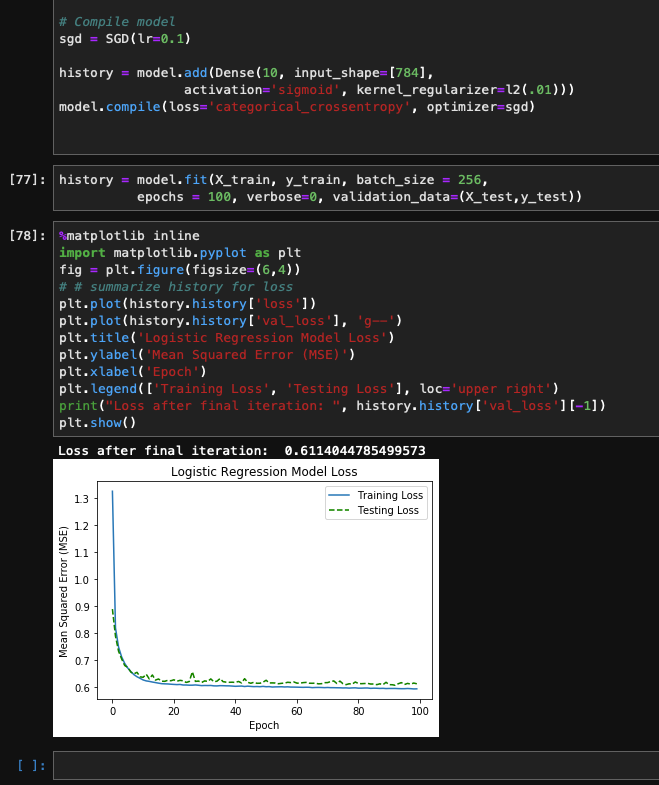 # Compile model
sgd = SGD(lr=0.1)
history = model.add(Dense(10, input_shape=[784],
activation='sigmoid', kernel_regularizer=l2(.01)))
model.compile(loss='categorical_crossentropy', optimizer=sgd)
[77]: history = model.fit(X_train, y_train, batch_size = 256,
epochs = 100, verbose=0, validation_data=(X_test,y_test))
[78]: %matplotlib inline
import matplotlib.pyplot as plt
fig = plt.figure(figsize=(6,4))
# # summarize history for loss
plt.plot(history.history['loss'])
plt.plot(history.history['val_loss'], 'g--')
plt.title('Logistic Regression Model Loss')
plt.ylabel('Mean Squared Error (MSE)')
plt.xlabel('Epoch')
plt.legend(['Training Loss', 'Testing Loss'], loc='upper right')
print("Loss after final iteration: ", history.history['val_loss'][-1])
plt.show()
Loss after final iteration:  0.6114044785499573
Logistic Regression Model Loss
Training Loss
Testing Loss
Mean Squared Error (MSE)
1.3
1.2
1.1
1.0
0.9
0.8
0.7
0.6
0 20 40 60 80 100
Epoch
[ ]: